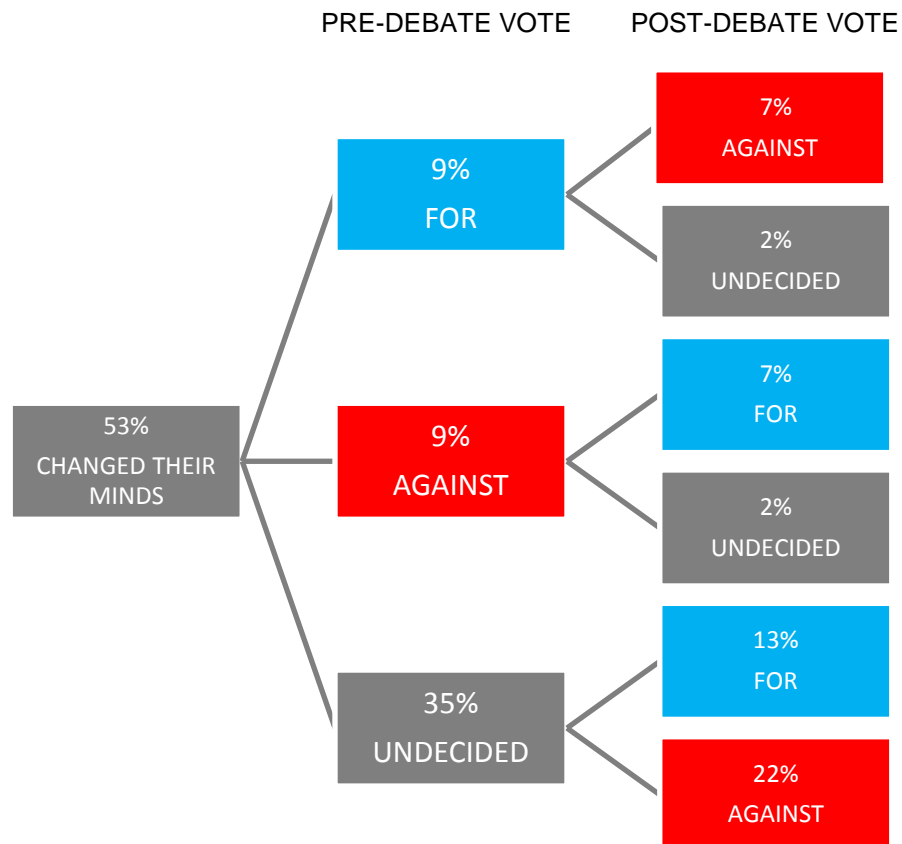 PRE-DEBATE VOTE
POST-DEBATE VOTE
53%
CHANGED THEIR
MINDS
9%
FOR
7%
AGAINST
2%
UNDECIDED
9%
AGAINST
7%
FOR
2%
UNDECIDED
35%
UNDECIDED
13%
FOR
22%
AGAINST